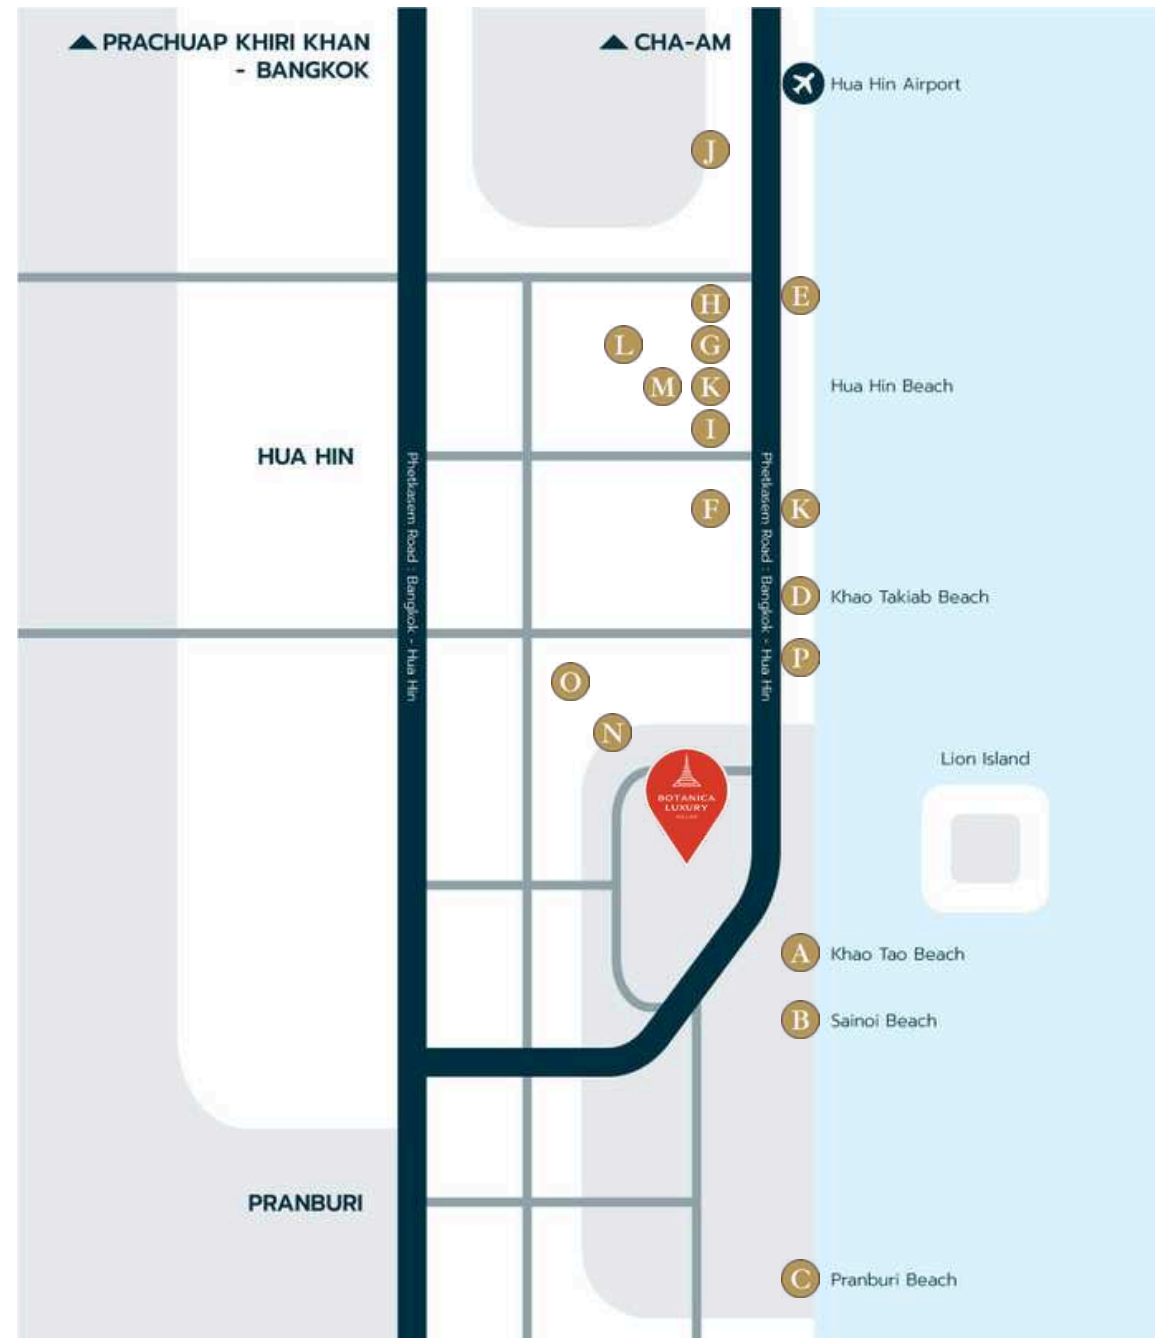 PRACHUAP KHIRI KHAN
- BANGKOK
CHA-AM
Hua Hin Airport
J
H
E
L
G
M
K
Hua Hin Beach
I
HUA HIN
Phetkasem Road : Bangkok - Hua Hin
Phetkasem Road : Bangkok - Hua Hin
F
K
D
Khao Takiab Beach
P
O
N
Lion Island
BOTANICA
LUXURY
A
Khao Tao Beach
B
Sainoi Beach
PRANBURI
C
Pranburi Beach